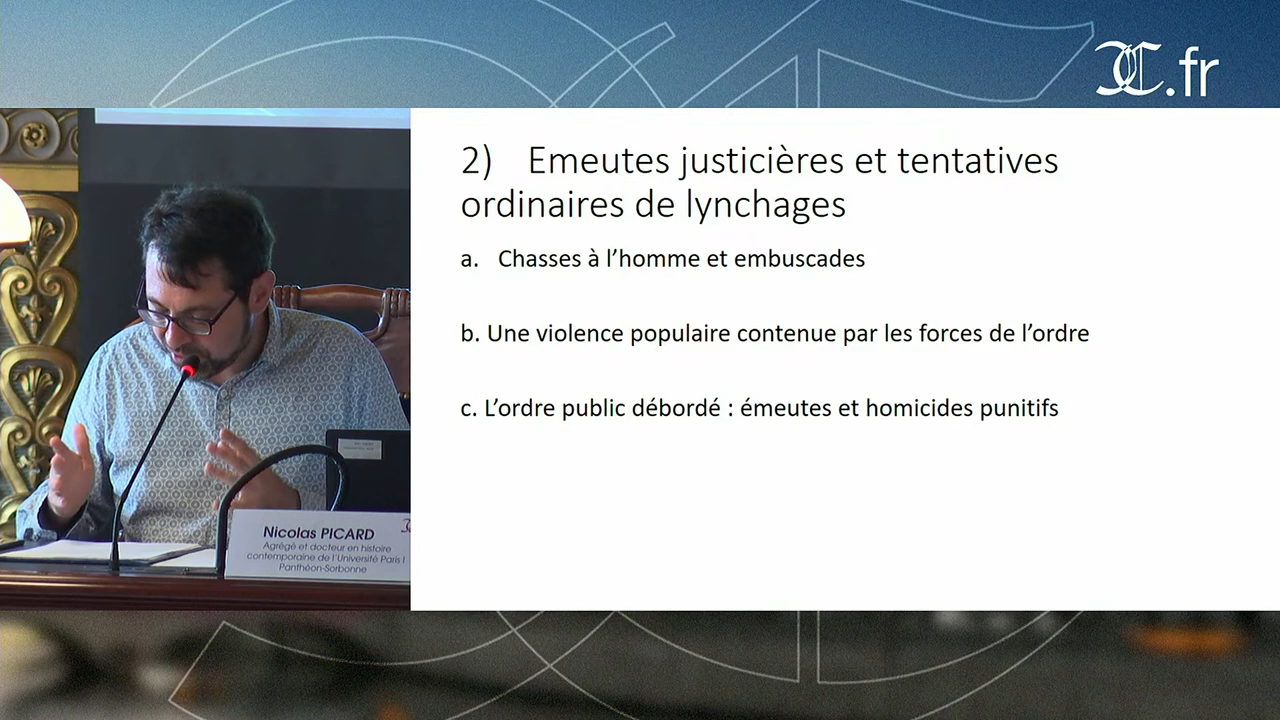 .fr
2) Emeutes justicières et tentatives
ordinaires de lynchages
a. Chasses à l’homme et embuscades
b. Une violence populaire contenue par les forces de l’ordre
c. L’ordre public débordé : émeutes et homicides punitifs
Nicolas PICARD
Agrégé et docteur en histoire
contemporaine de l’Université Paris I
Panthéon-Sorbonne